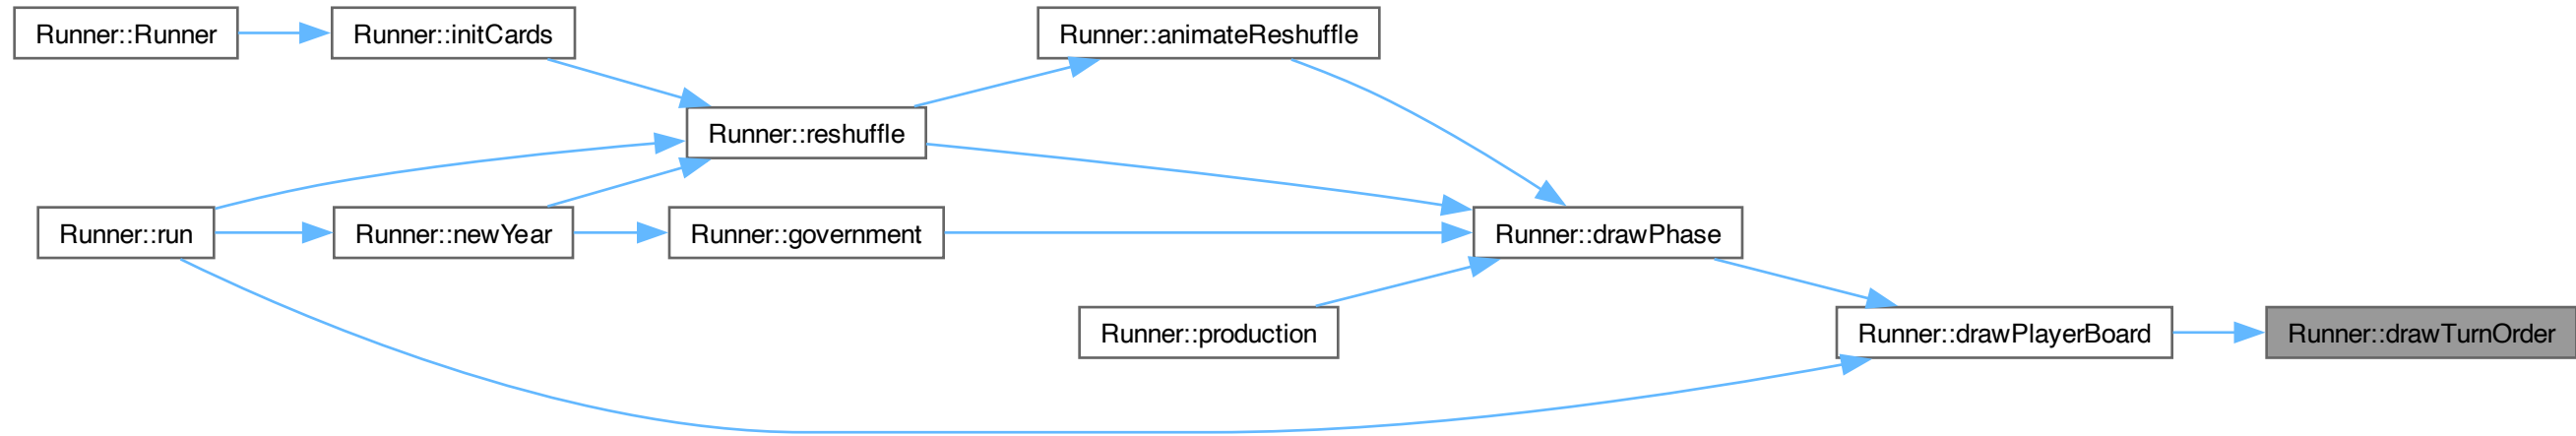 Runner::Runner
Runner::initCards
Runner::animateReshuffle
Runner::reshuffle
Runner::run
Runner::newYear
Runner::government
Runner::drawPhase
Runner::production
Runner::drawPlayerBoard
Runner::drawTurnOrder